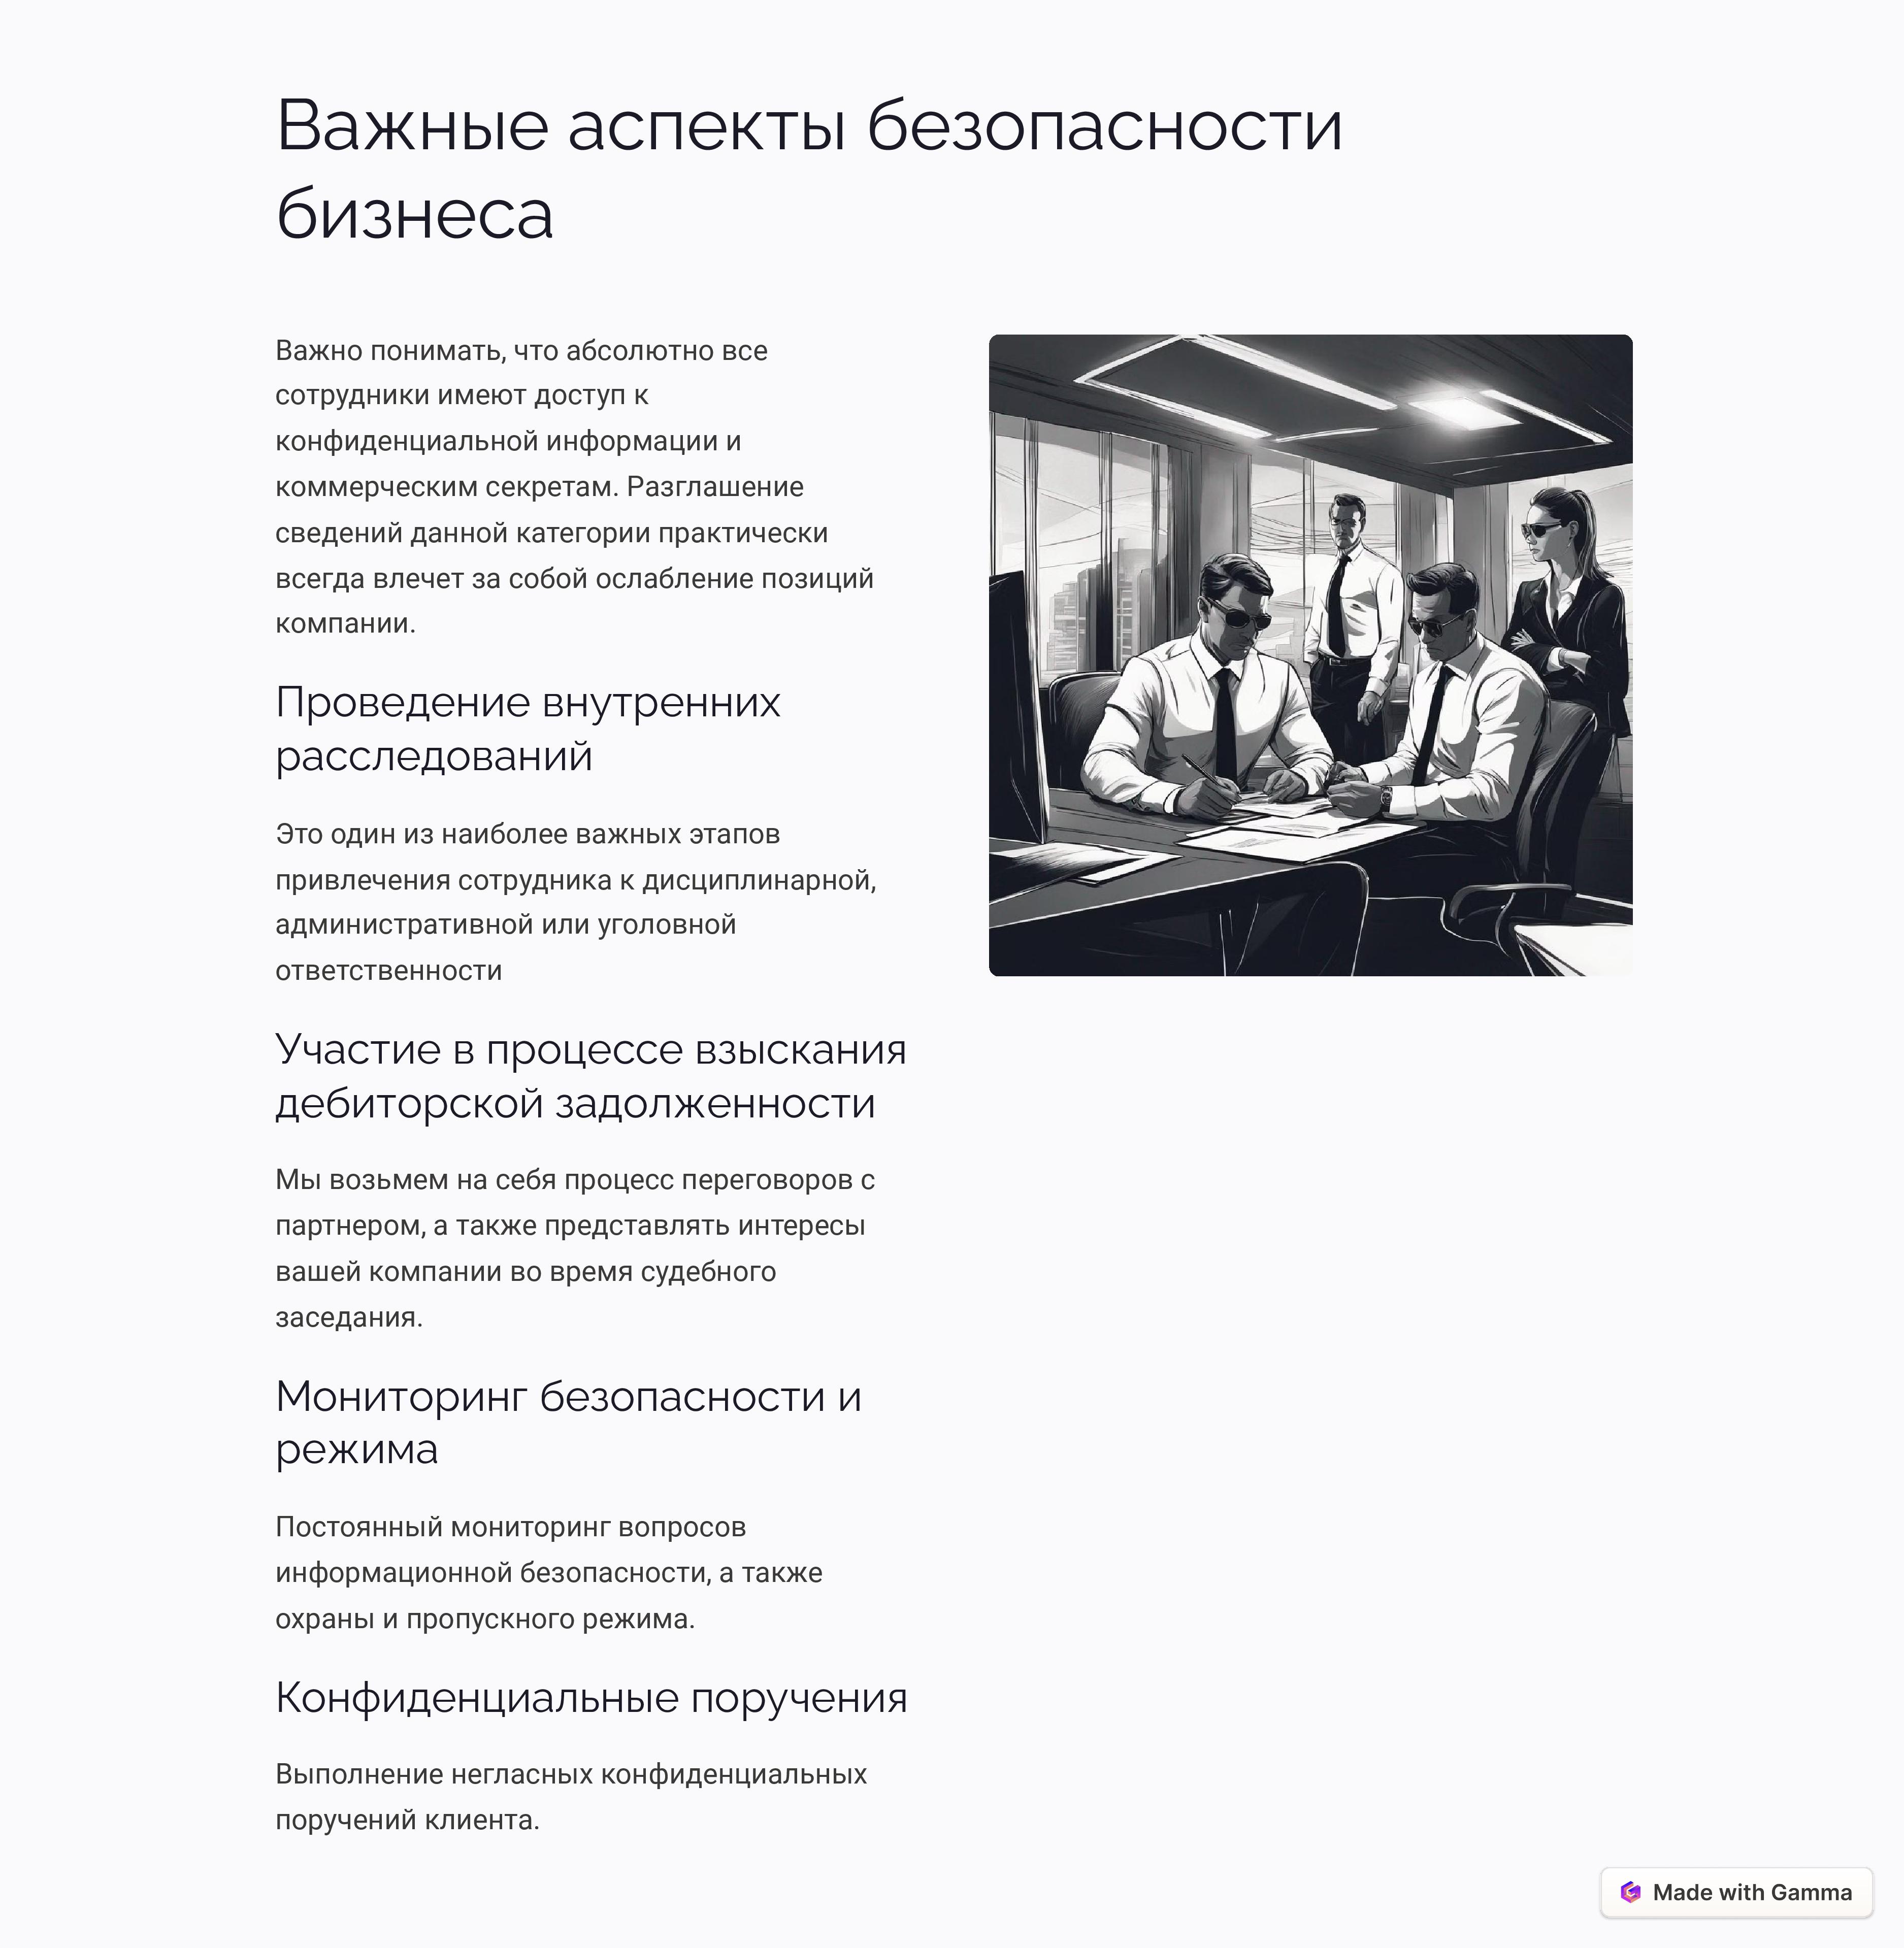 Важные аспекты безопасности
бизнеса
Важно понимать, что абсолютно все
сотрудники имеют доступ к
конфиденциальной информации и
коммерческим секретам. Разглашение
сведений данной категории практически
всегда влечет за собой ослабление позиций
компании.
Проведение внутренних
расследований
Это один из наиболее важных этапов
привлечения сотрудника к дисциплинарной,
административной или уголовной
ответственности
Участие в процессе взыскания
дебиторской задолженности
Мы возьмем на себя процесс переговоров с
партнером, а также представлять интересы
вашей компании во время судебного
заседания.
Мониторинг безопасности и
режима
Постоянный мониторинг вопросов
информационной безопасности, а также
охраны и пропускного режима.
Конфиденциальные поручения
Выполнение негласных конфиденциальных
поручений клиента.
Made with Gamma